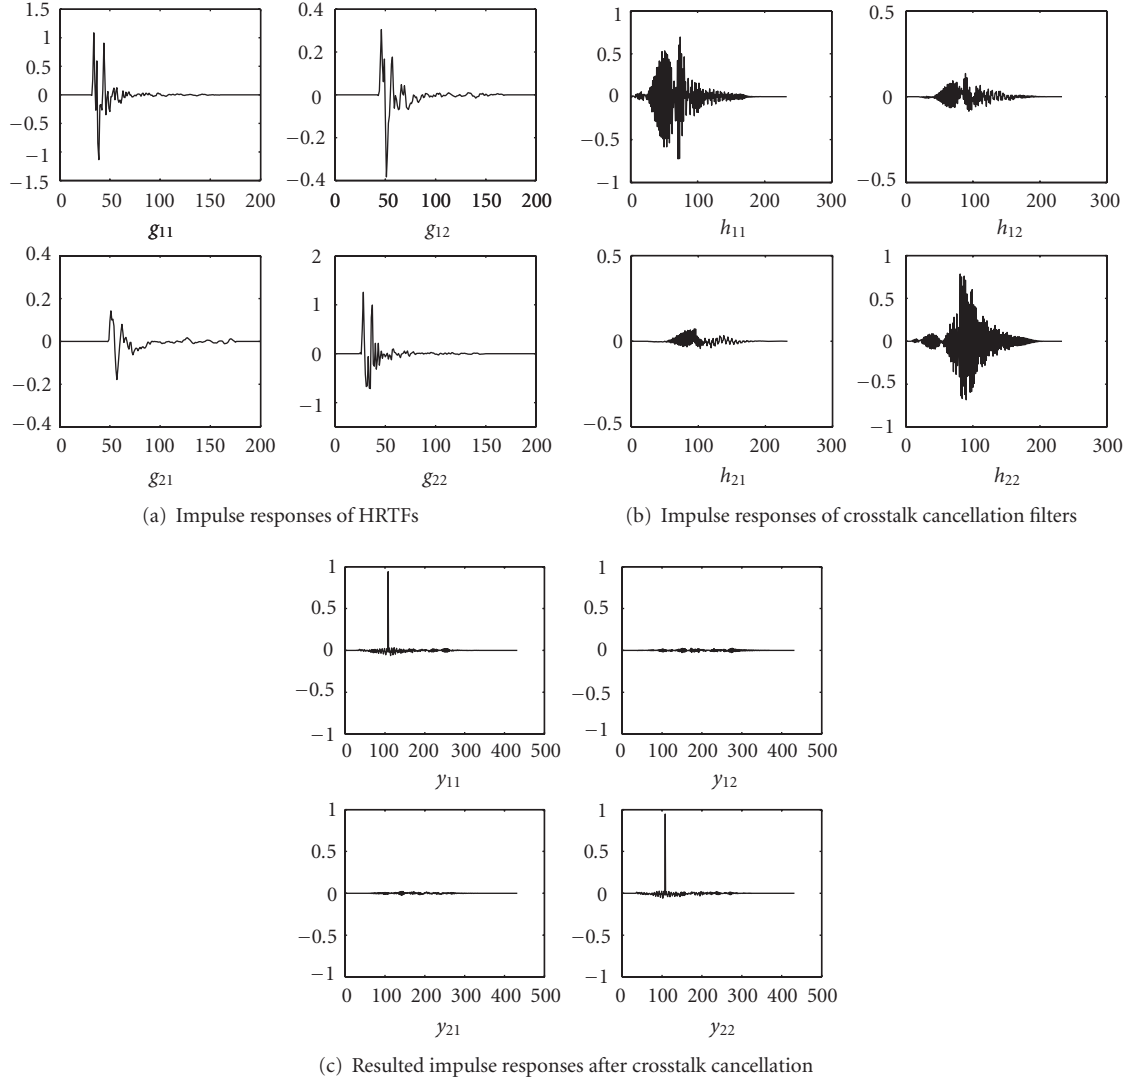 1.5
1
0.5
0
−0.5
−1
−1.5
0 50 100 150 200
g11
0.4
0.2
0
−0.2
0.4
0 50 100 150 200
g12
0.4
0.2
0
−0.2
−0.4
0 50 100 150 200
g21
2
1
0
−1
0 50 100 150 200
g22
(a) Impulse responses of HRTFs
1
0.5
0
−0.5
−1
0 100 200 300
h11
0.5
0
−0.5
0 100 200 300
h12
0.5
0
−0.5
0 100 200 300
h21
1
0.5
0
−0.5
−1
0 100 200 300
h22
(b) Impulse responses of crosstalk cancellation filters
1
0.5
0
−0.5
−1
0 100 200 300 400 500
y11
1
0.5
0
−0.5
−1
0 100 200 300 400 500
y12
1
0.5
0
−0.5
−1
0 100 200 300 400 500
y21
1
0.5
0
−0.5
−1
0 100 200 300 400 500
y22
(c) Resulted impulse responses after crosstalk cancellation